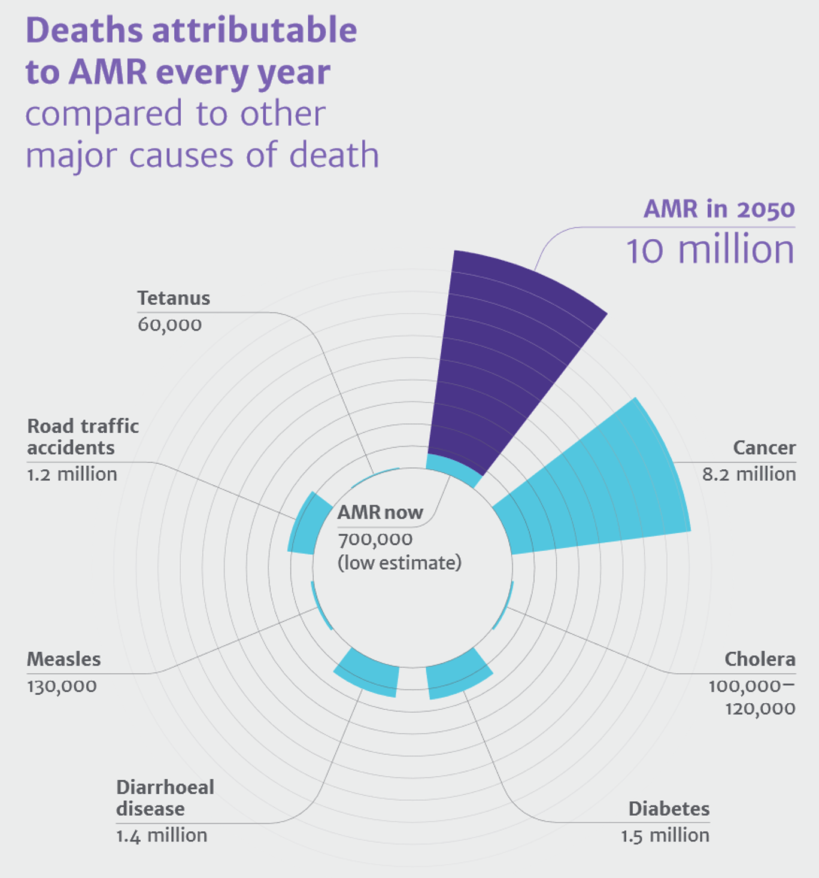 Deaths attributable
to AMR every year
compared to other
major causes of death
AMR in 2050
10 million
Tetanus
60,000
Road traffic
accidents
1.2 million
Cancer
8.2 million
AMR now
700,000
(low estimate)
Measles
130,000
Cholera
100,000–
120,000
Diarrhoeal
disease
1.4 million
Diabetes
1.5 million